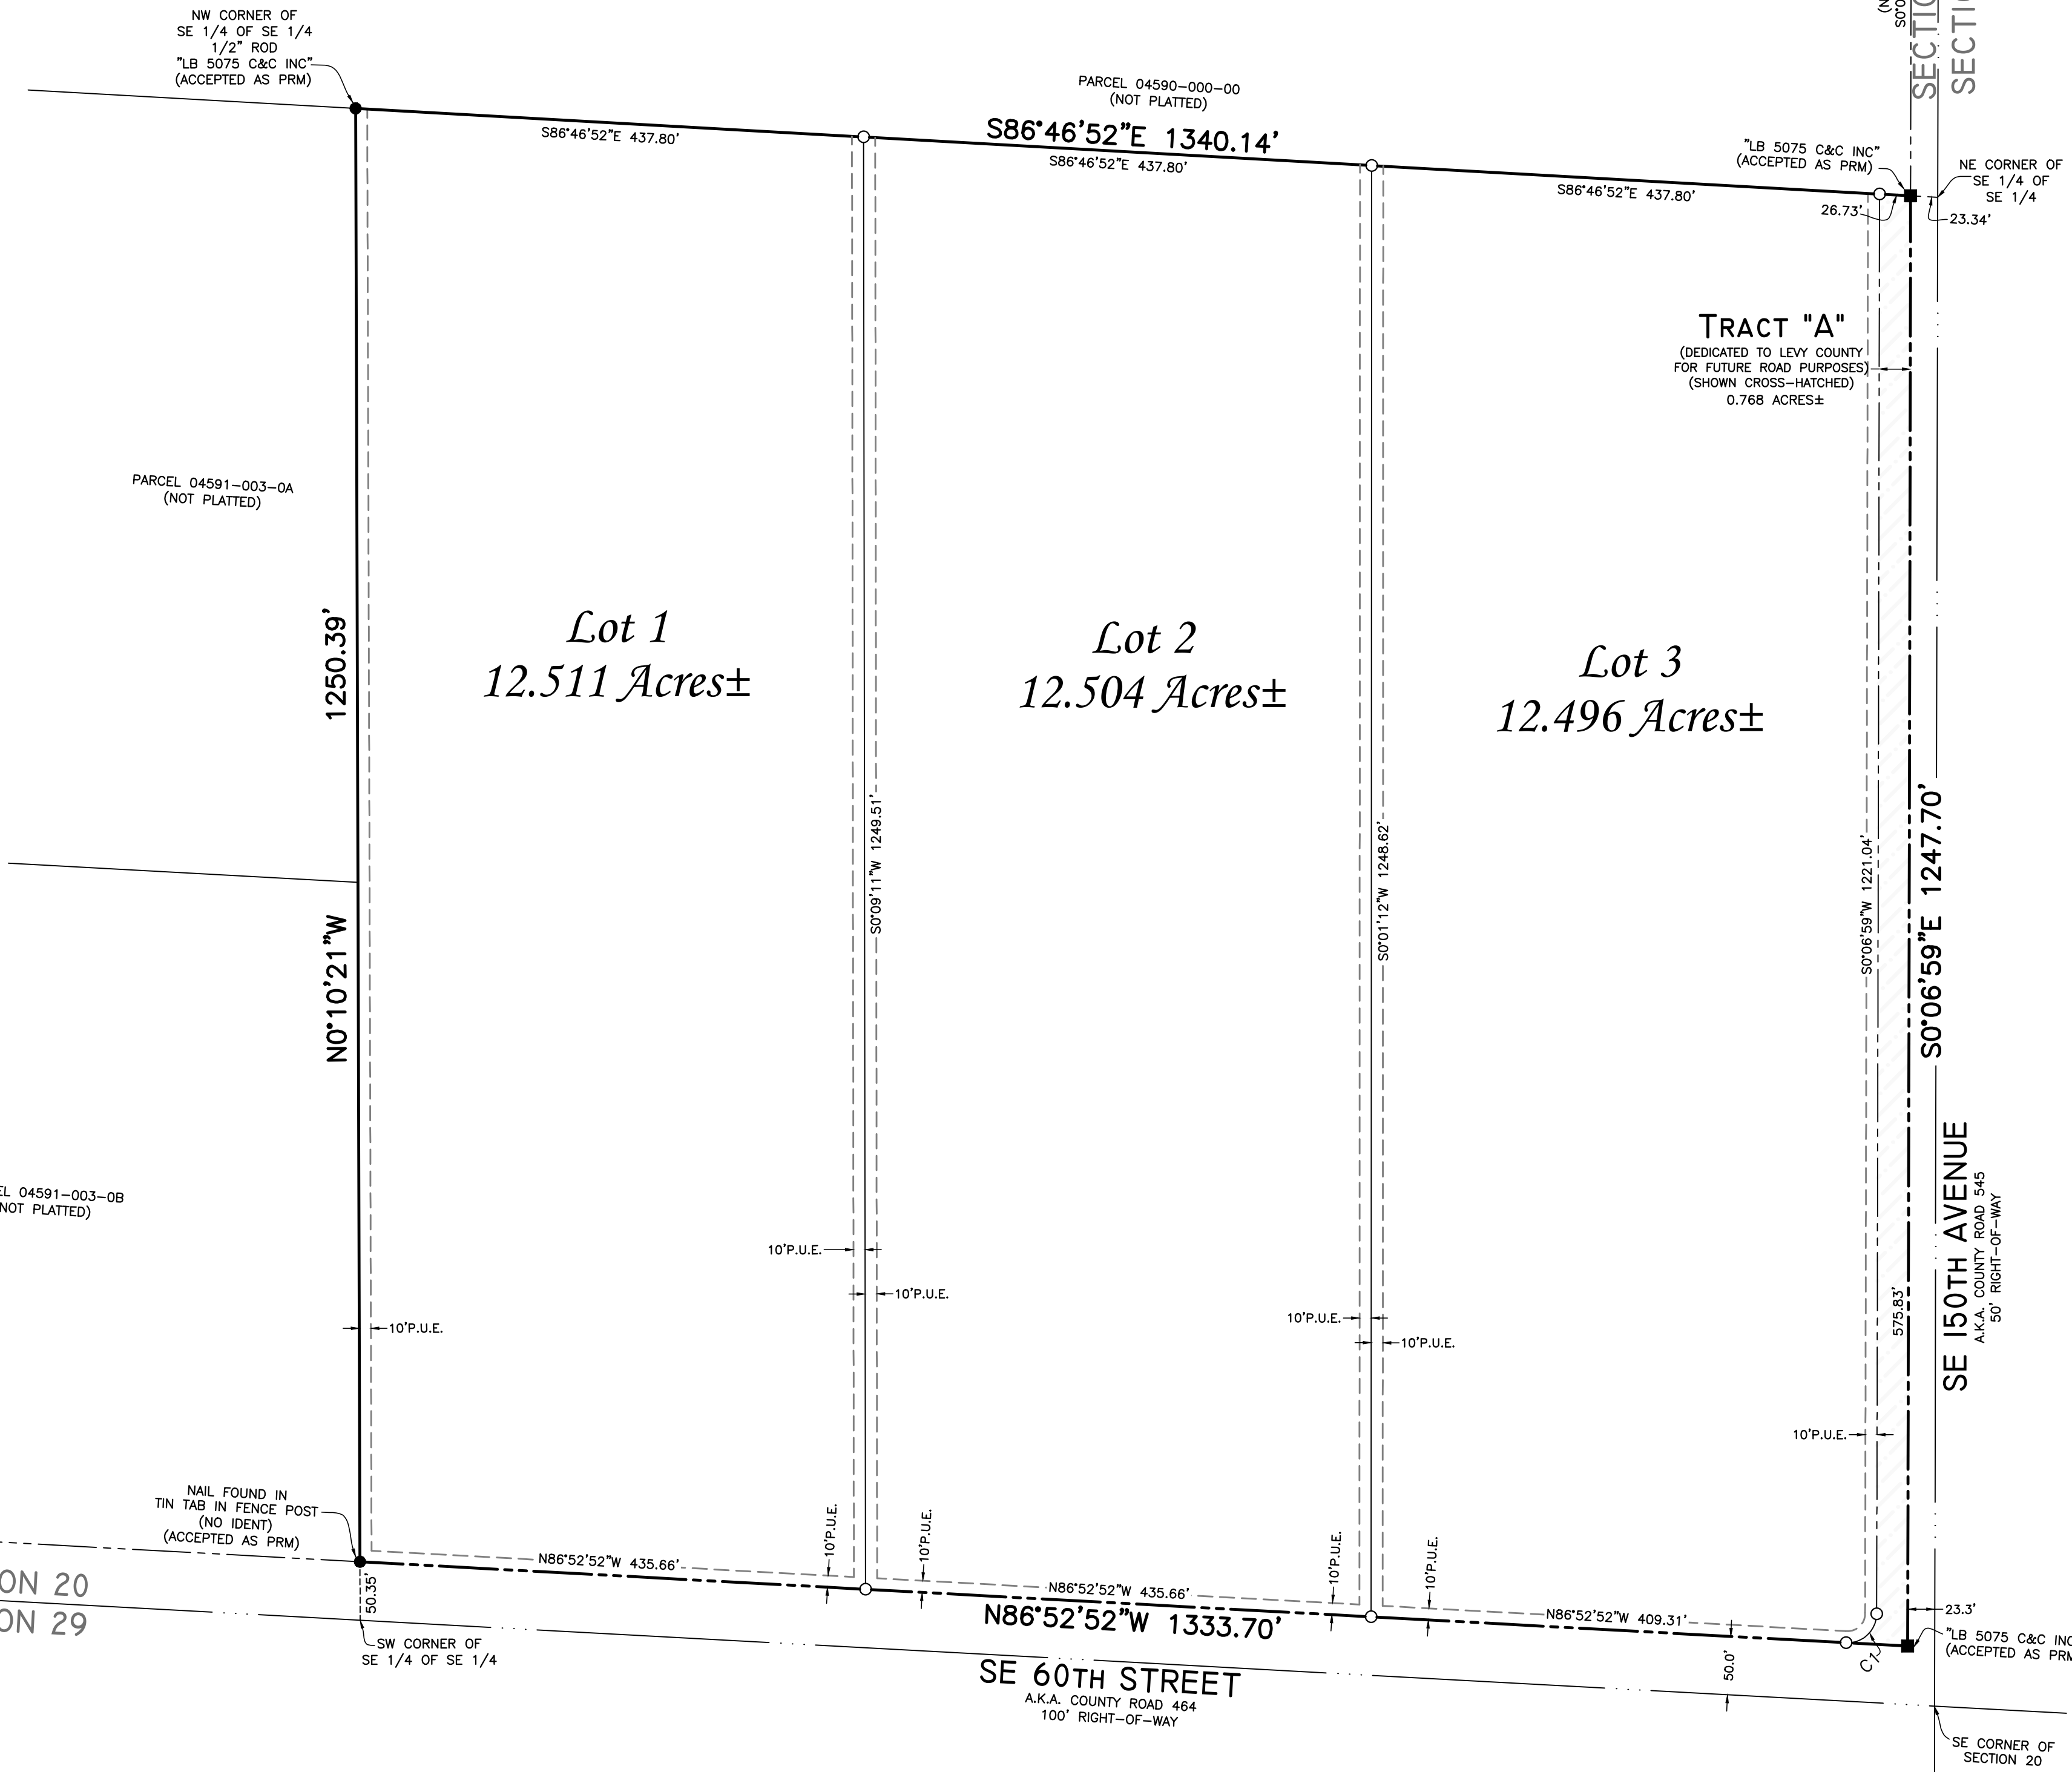 NW CORNER OF
SE 1/4 OF SE 1/4
1/2" ROD
"LB 5075 C&C INC"
(ACCEPTED AS PRM)
PARCEL 04590-000-00
(NOT PLATTED)
S86°46'52"E 1340.14'
S86°46'52"E 437.80'
S86°46'52"E 437.80'
S86°46'52"E 437.80'
"LB 5075 C&C INC"
(ACCEPTED AS PRM)
NE CORNER OF
SE 1/4 OF
SE 1/4
26.73'
23.34'
TRACT "A"
(DEDICATED TO LEVY COUNTY
FOR FUTURE ROAD PURPOSES)
(SHOWN CROSS-HATCHED)
0.768 ACRES±
PARCEL 04591-003-0A
(NOT PLATTED)
1250.39'
N0°10'21"W
Lot 1
12.511 Acres±
Lot 2
12.504 Acres±
Lot 3
12.496 Acres±
S0°09'11"W 1249.51'
S0°01'12"W 1248.62'
S0°06'59"W 1221.04'
S0°06'59"E 1247.70'
SE 150TH AVENUE
A.K.A. COUNTY ROAD 545
50' RIGHT-OF-WAY
575.83'
EL 04591-003-0B
NOT PLATTED)
10'P.U.E.
10'P.U.E.
10'P.U.E.
10'P.U.E.
10'P.U.E.
10'P.U.E.
NAIL FOUND IN
TIN TAB IN FENCE POST
(NO IDENT)
(ACCEPTED AS PRM)
10'P.U.E.
10'P.U.E.
10'P.U.E.
10'P.U.E.
N86°52'52"W 435.66'
N86°52'52"W 435.66'
N86°52'52"W 409.31'
N86°52'52"W 1333.70'
ON 20
ON 29
50.35'
SW CORNER OF
SE 1/4 OF SE 1/4
SE 60TH STREET
A.K.A. COUNTY ROAD 464
100' RIGHT-OF-WAY
50.0'
C1
23.3'
"LB 5075 C&C INC
(ACCEPTED AS PRM
SE CORNER OF
SECTION 20
SECTIO
SECTIO